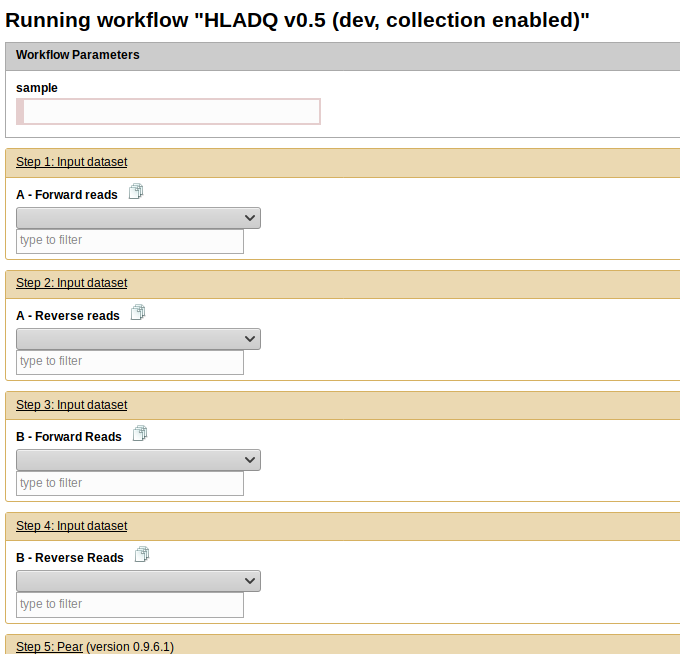 Running workflow "HLADQ v0.5 (dev, collection enabled)"
Workflow Parameters
sample
Step 1: Input dataset
A - Forward reads
type to filter
Step 2: Input dataset
A - Reverse reads
type to filter
Step 3: Input dataset
B - Forward Reads
type to filter
Step 4: Input dataset
B - Reverse Reads
type to filter
Step 5: Pear (version 0.9.6.1)